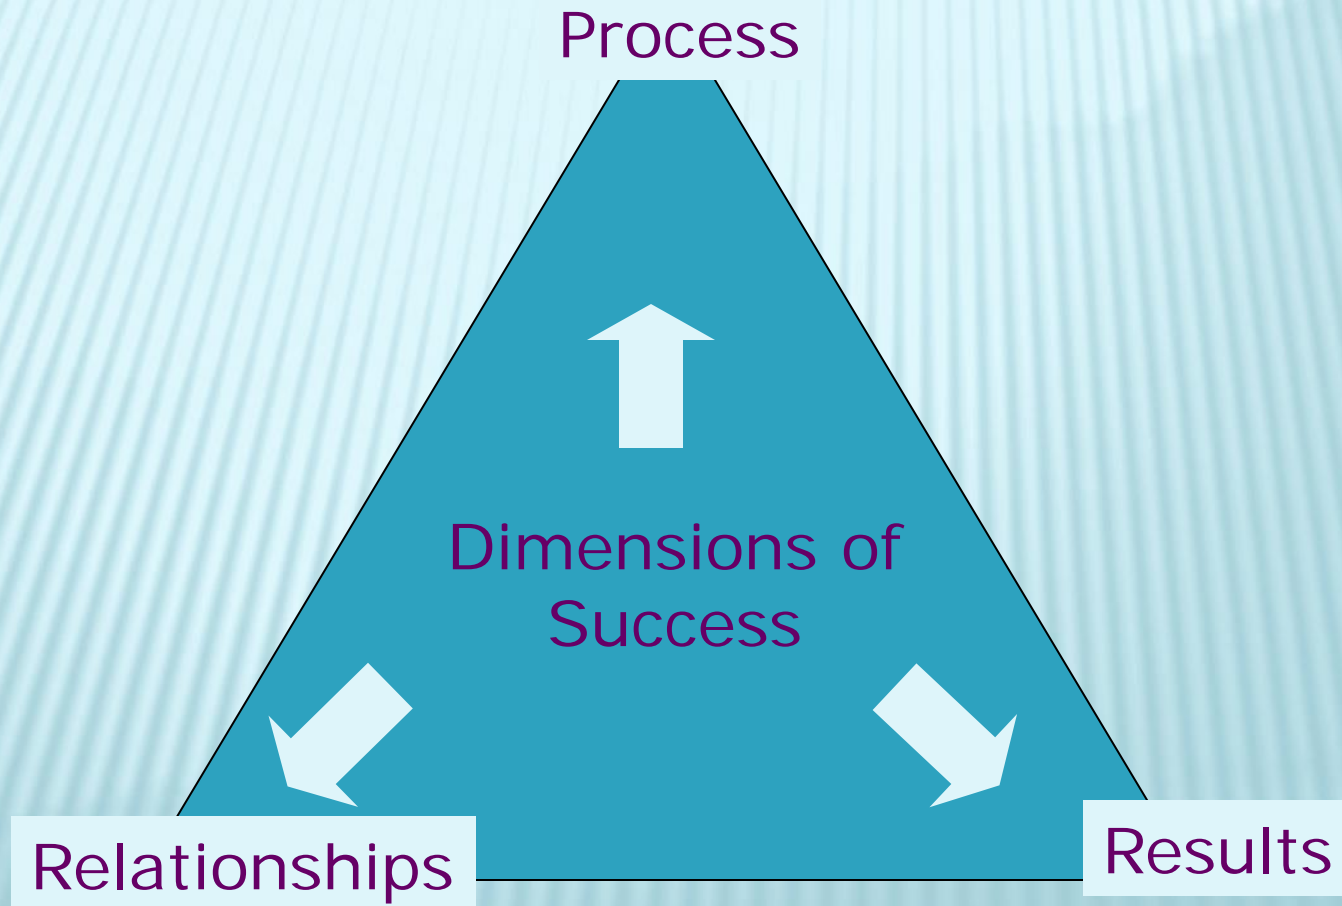 Process
Dimensions of
Success
Relationships
Results